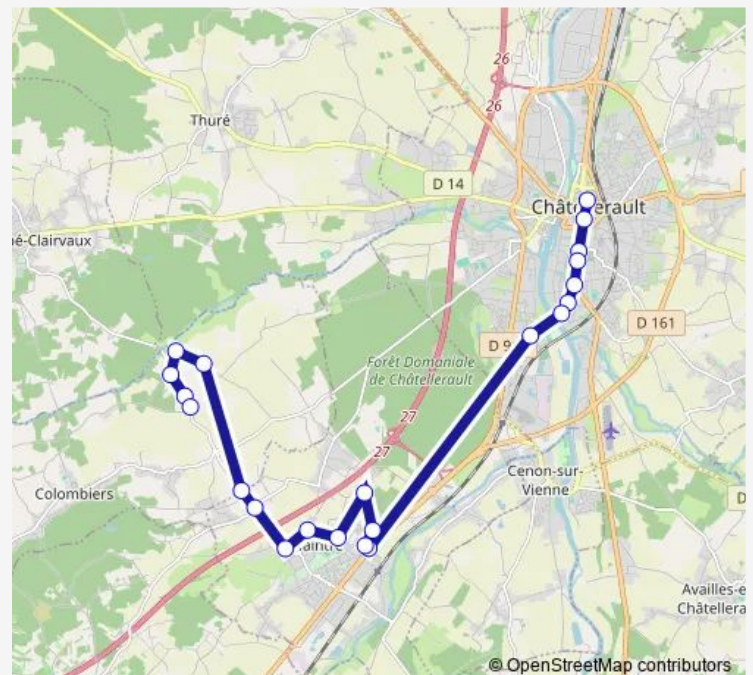 26
26
Thuré
D 14
Châtellerault
é-Clairvaux
D 161
D 9
Forêt Domaniale
de Châtellerault
27
27
Cenon-sur-
Vienne
Colombiers
D
aintré
Availles-e
Châtellera
© OpenStreetMap contributors